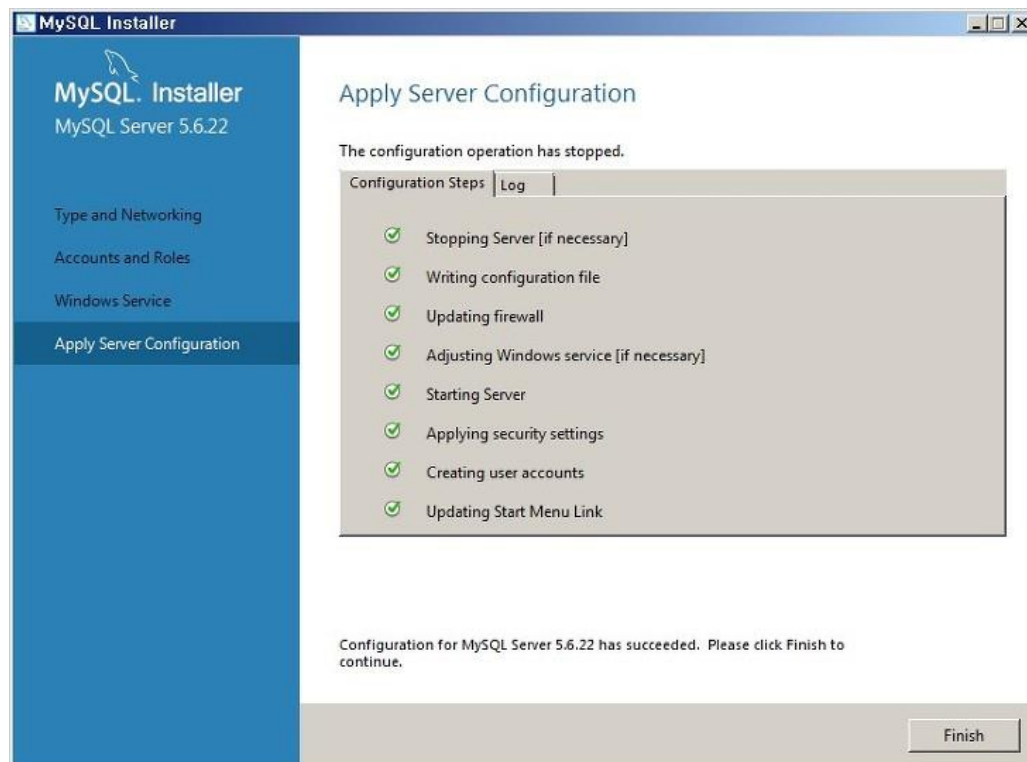 MySQL Installer
MySQL. Installer
MySQL Server 5.6.22
Type and Networking
Accounts and Roles
Windows Service
Apply Server Configuration
Apply Server Configuration
The configuration operation has stopped.
Configuration Steps
Log
Stopping Server [if necessary]
Writing configuration file
Updating firewall
Adjusting Windows service [if necessary]
Starting Server
Applying security settings
Creating user accounts
Updating Start Menu Link
Configuration for MySQL Server 5.6.22 has succeeded. Please click Finish to
continue.
Finish